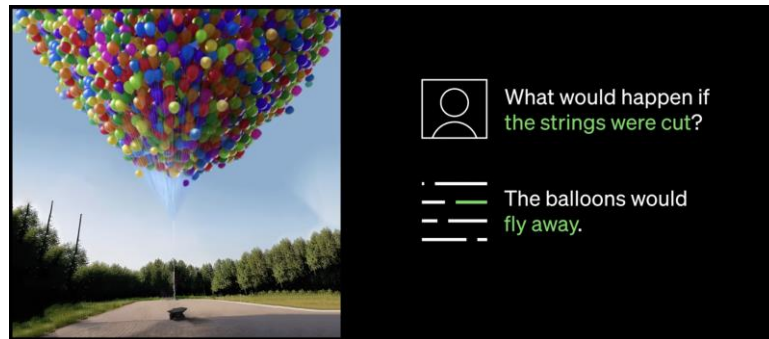 What would happen if
the strings were cut?
The balloons would
fly away.